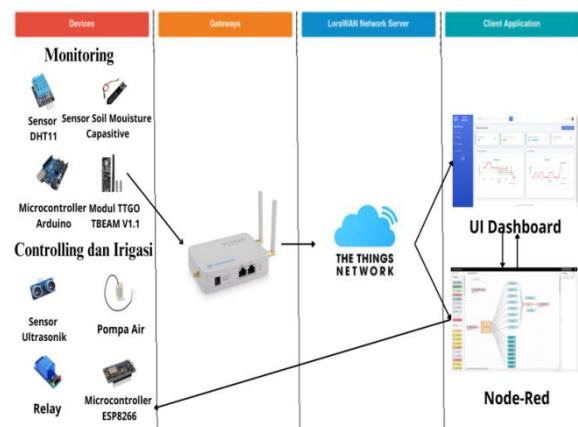 Devices
Gateways
LoraWAN Network Server
Client Application
Monitoring
Sensor
DHT11
Sensor Soil Mouisture
Capasitive
Microcontroller
Arduino
Modul TTGO
TBEAM V1.1
Controlling dan Irigasi
Sensor
Ultrasonik
Pompa Air
Relay
Microcontroller
ESP8266
THE THINGS
NETWORK
UI Dashboard
Node-Red